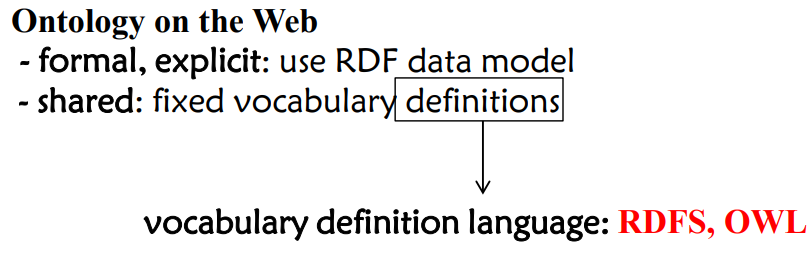 Ontology on the Web
- formal, explicit: use RDF data model
- shared: fixed vocabulary definitions
vocabulary definition language: RDFS, OWL